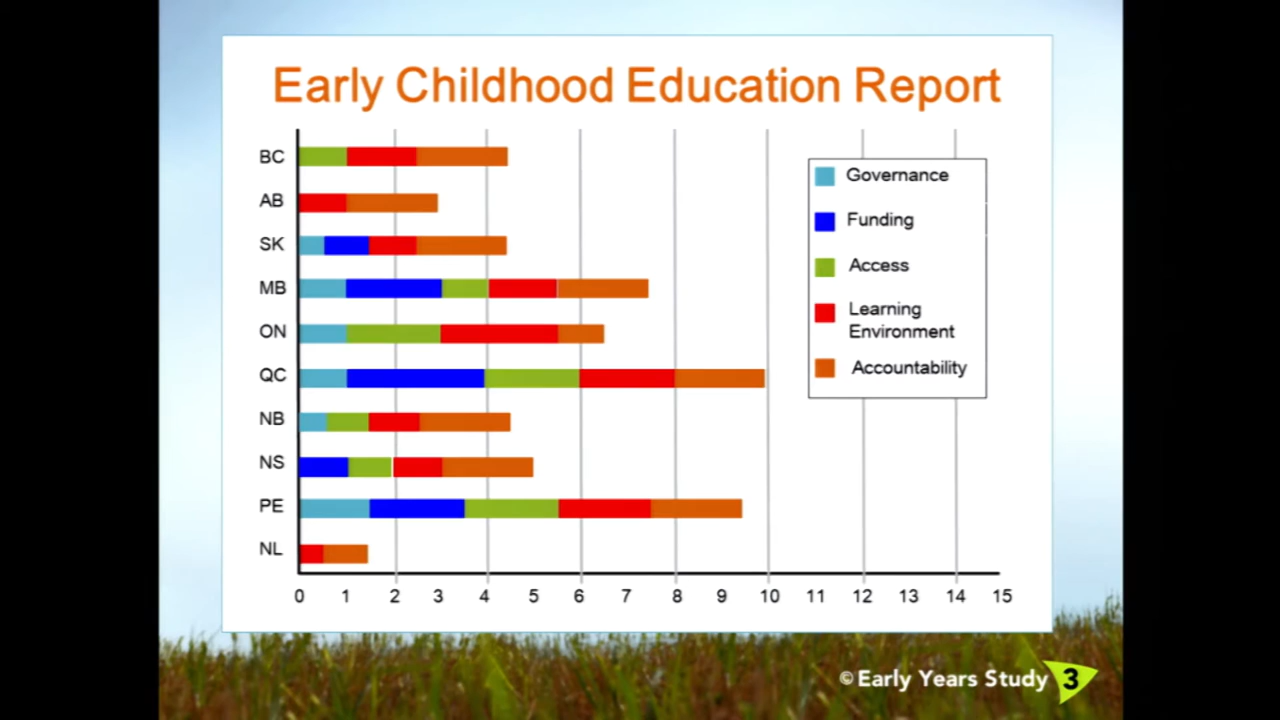 Early Childhood Education Report
BC
AB
SK
MB
ON
QC
NB
NS
PE
NL
0 1 2 3 4 5 6 7 8 9 10 11 12 13 14 15
Governance
Funding
Access
Learning
Environment
Accountability
© Early Years Study 3